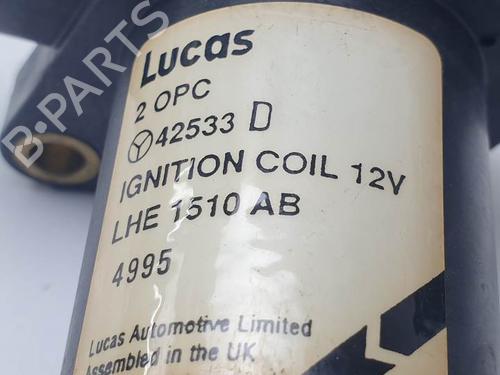 Lucas
2 OPC
42533 D
IGNITION COIL 12V
LHE 1510 AB
4995
Lucas Automotive Limited
Assembled in the UK
B-PARTS